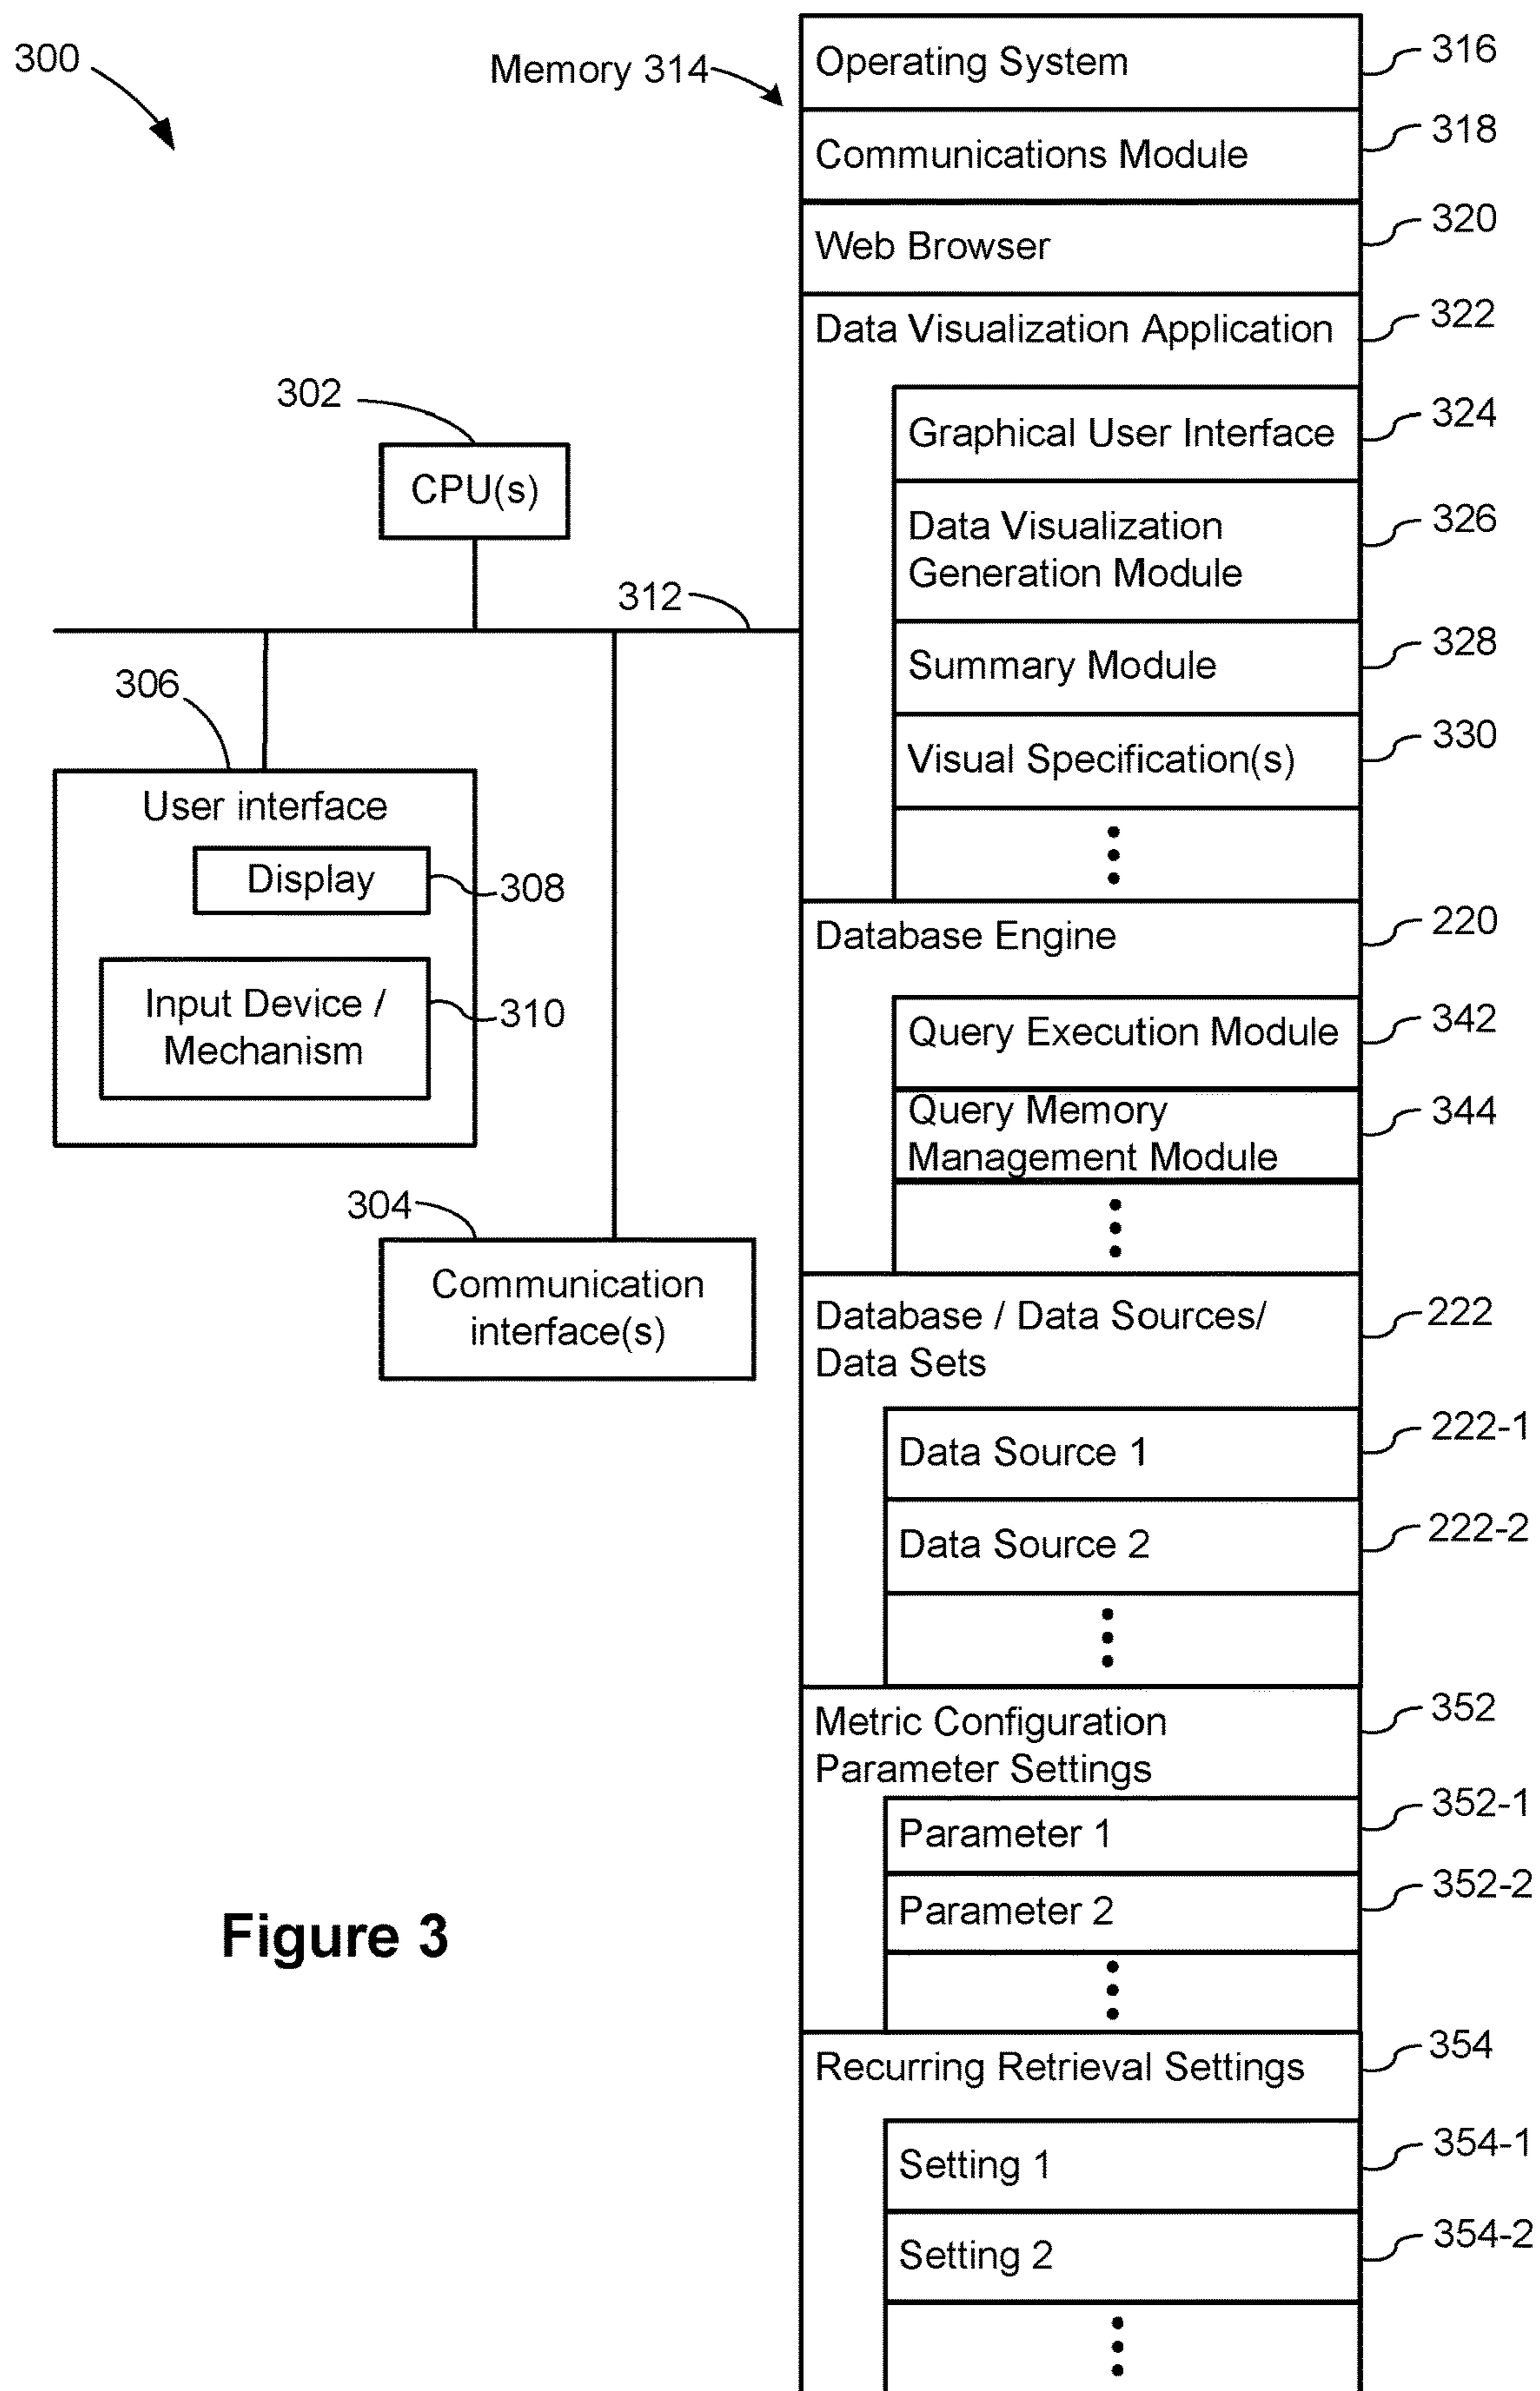 300
Memory 314
Operating System
316
Communications Module
318
Web Browser
320
Data Visualization Application
322
Graphical User Interface
324
Data Visualization
Generation Module
326
Summary Module
328
Visual Specification(s)
330
302
CPU(s)
312
306
User interface
Display
308
Input Device /
Mechanism
310
304
Communication
interface(s)
Database Engine
220
Query Execution Module
342
Query Memory
Management Module
344
Database / Data Sources/
Data Sets
222
Data Source 1
222-1
Data Source 2
222-2
Metric Configuration
Parameter Settings
352
Parameter 1
352-1
Parameter 2
352-2
Recurring Retrieval Settings
354
Setting 1
354-1
Setting 2
354-2
Figure 3